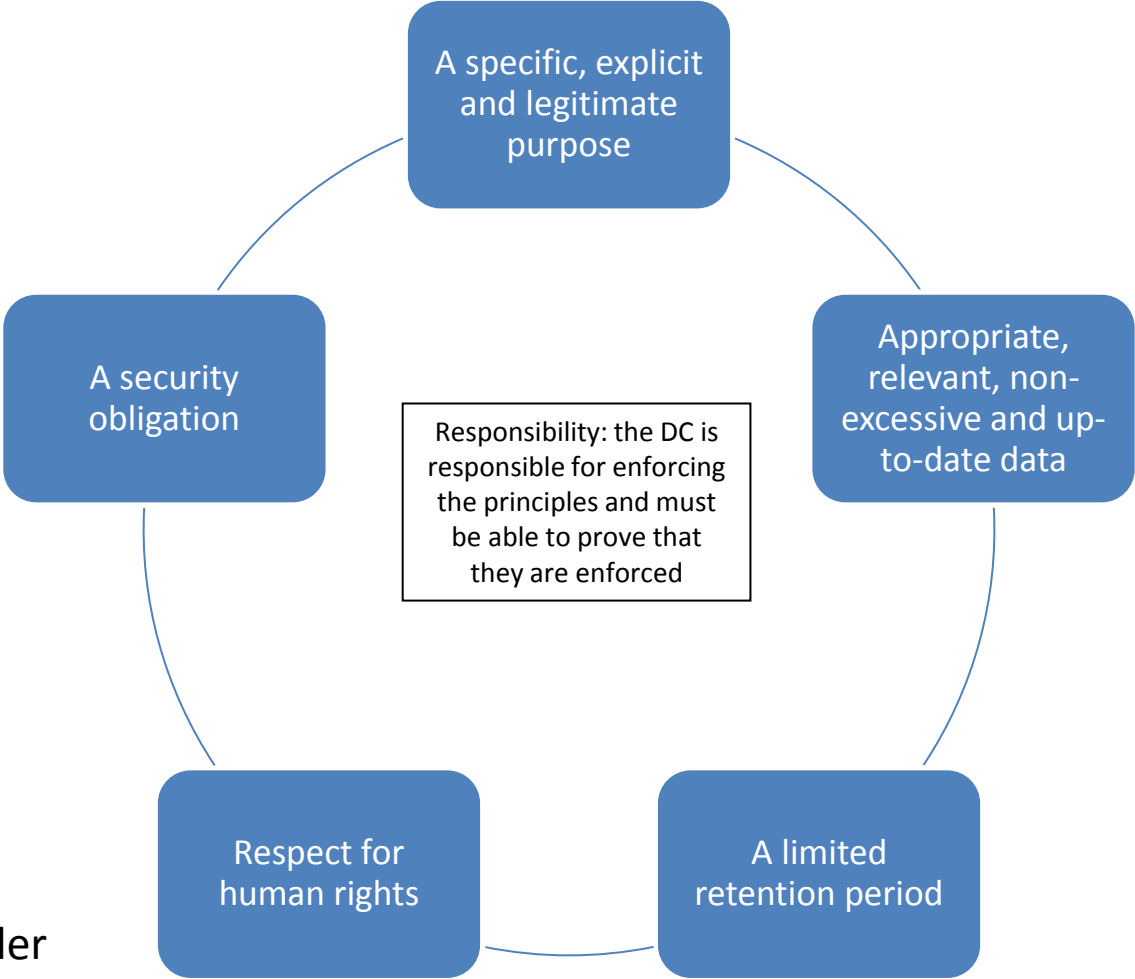 A specific, explicit
and legitimate
purpose
Appropriate,
relevant, non-
excessive and up-
to-date data
A limited
retention period
Respect for
human rights
A security
obligation
Responsibility: the DC is
responsible for enforcing
the principles and must
be able to prove that
they are enforced